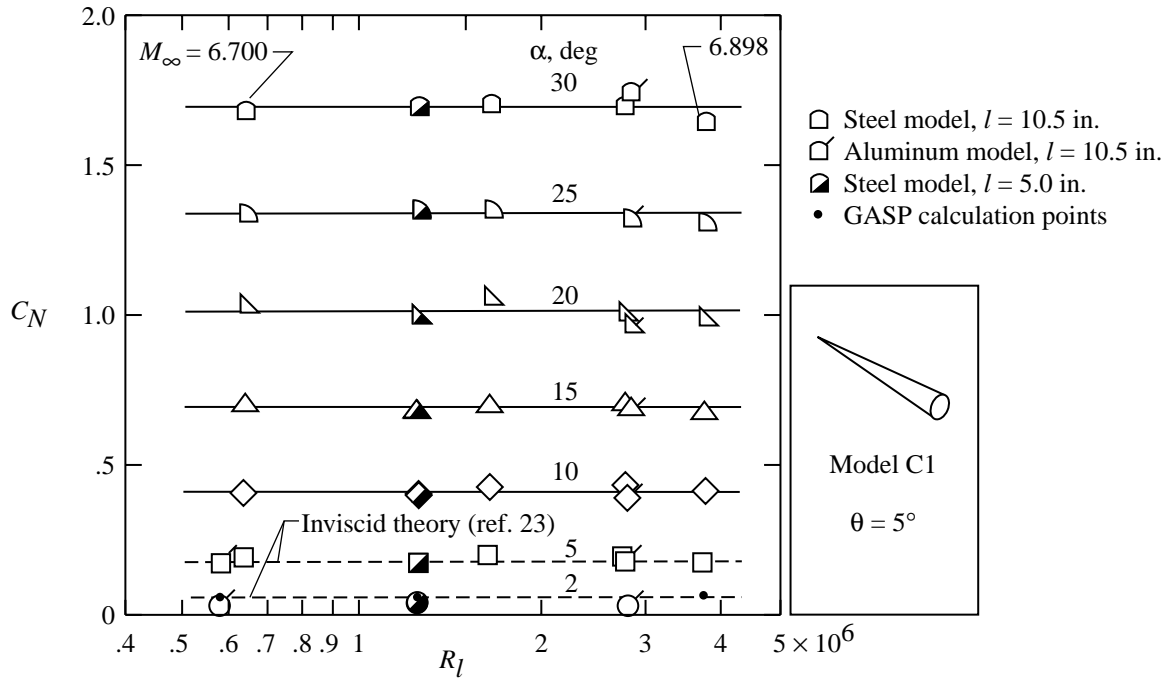 2.0
M∞ = 6.700
α, deg
6.898
30
1.5
25
20
C_N
1.0
15
.5
10
Inviscid theory (ref. 23)
5
2
0
.4 .5 .6 .7 .8 .9 1 2 3 4 5 × 10⁶
R_l
Steel model, l = 10.5 in.
Aluminum model, l = 10.5 in.
Steel model, l = 5.0 in.
GASP calculation points
Model C1
θ = 5°